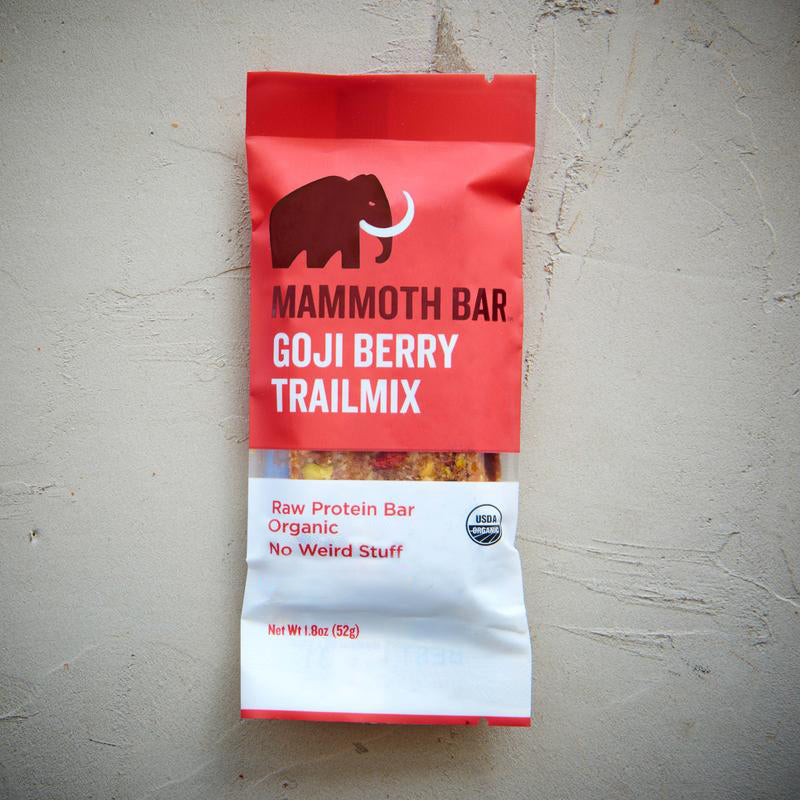 MAMMOTH BAR
GOJI BERRY
TRAILMIX
Raw Protein Bar
Organic
No Weird Stuff
USDA
ORGANIC
Net Wt 1.8oz (52g)